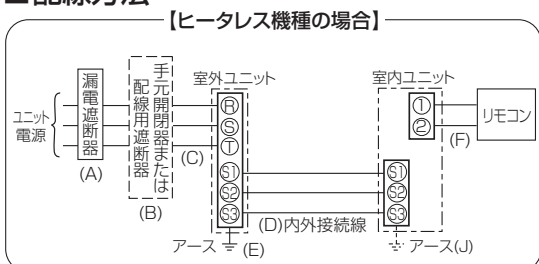 ■配線方法
【ヒータレス機種の場合】
ユニット
電源
漏電遮断器
(A)
手元開閉器または
配線用遮断器
(B)
(C)
室外ユニット
R
S
T
S1
S2
S3
アース
(E)
(D)内外接続線
室内ユニット
1
2
(F)
リモコン
S1
S2
S3
アース(J)